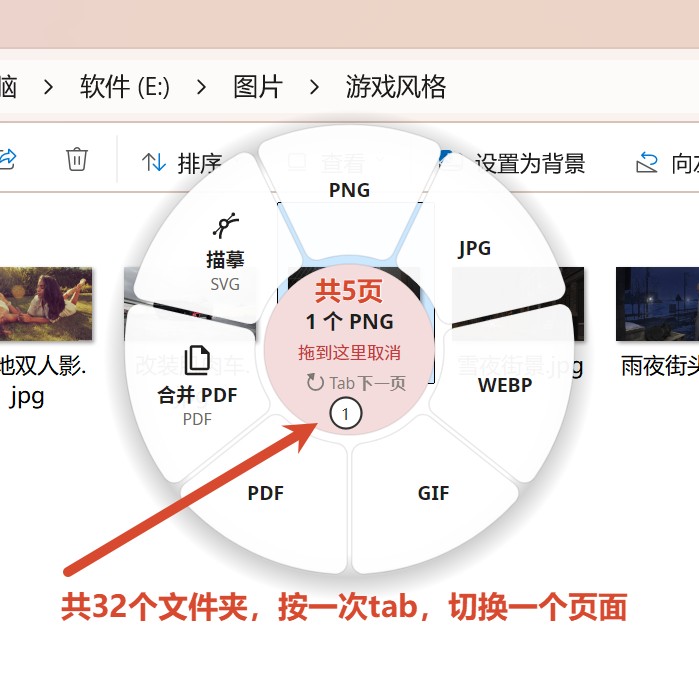 脑 > 软件 (E:) > 图片 > 游戏风格
排序
查看
设置为背景
向左
PNG
JPG
描摹
SVG
共5页
1 个 PNG
拖到这里取消
Tab下一页
1
合并 PDF
PDF
WEBP
PDF
GIF
地双人影.
jpg
雪夜街景.jpg
雨夜街头
共32个文件夹，按一次tab，切换一个页面